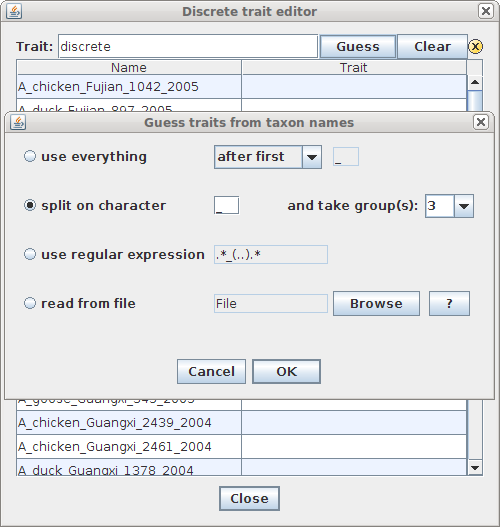 Discrete trait editor
Trait: discrete Guess Clear
Name Trait
A_chicken_Fujian_1042_2005
A_duck_Fujian_897_2005
Guess traits from taxon names
use everything after first _
split on character _ and take group(s): 3
use regular expression .*_(..).*
read from file File Browse ?
Cancel OK
A_goose_Guangxi_345_2005
A_chicken_Guangxi_2439_2004
A_chicken_Guangxi_2461_2004
A_duck_Guangxi_1378_2004
Close